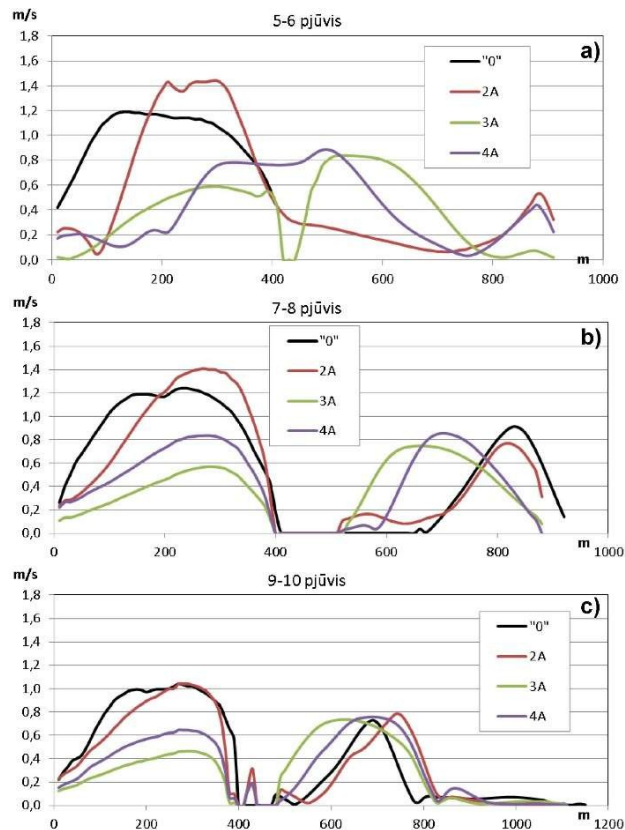 m/s
5-6 pjūvis
a)
1,8
1,6
1,4
1,2
1,0
0,8
0,6
0,4
0,2
0,0
"0"
2A
3A
4A
m
0
200
400
600
800
1000
m/s
7-8 pjūvis
b)
1,8
1,6
1,4
1,2
1,0
0,8
0,6
0,4
0,2
0,0
"0"
2A
3A
4A
m
0
200
400
600
800
1000
m/s
9-10 pjūvis
c)
1,8
1,6
1,4
1,2
1,0
0,8
0,6
0,4
0,2
0,0
"0"
2A
3A
4A
m
0
200
400
600
800
1000
1200